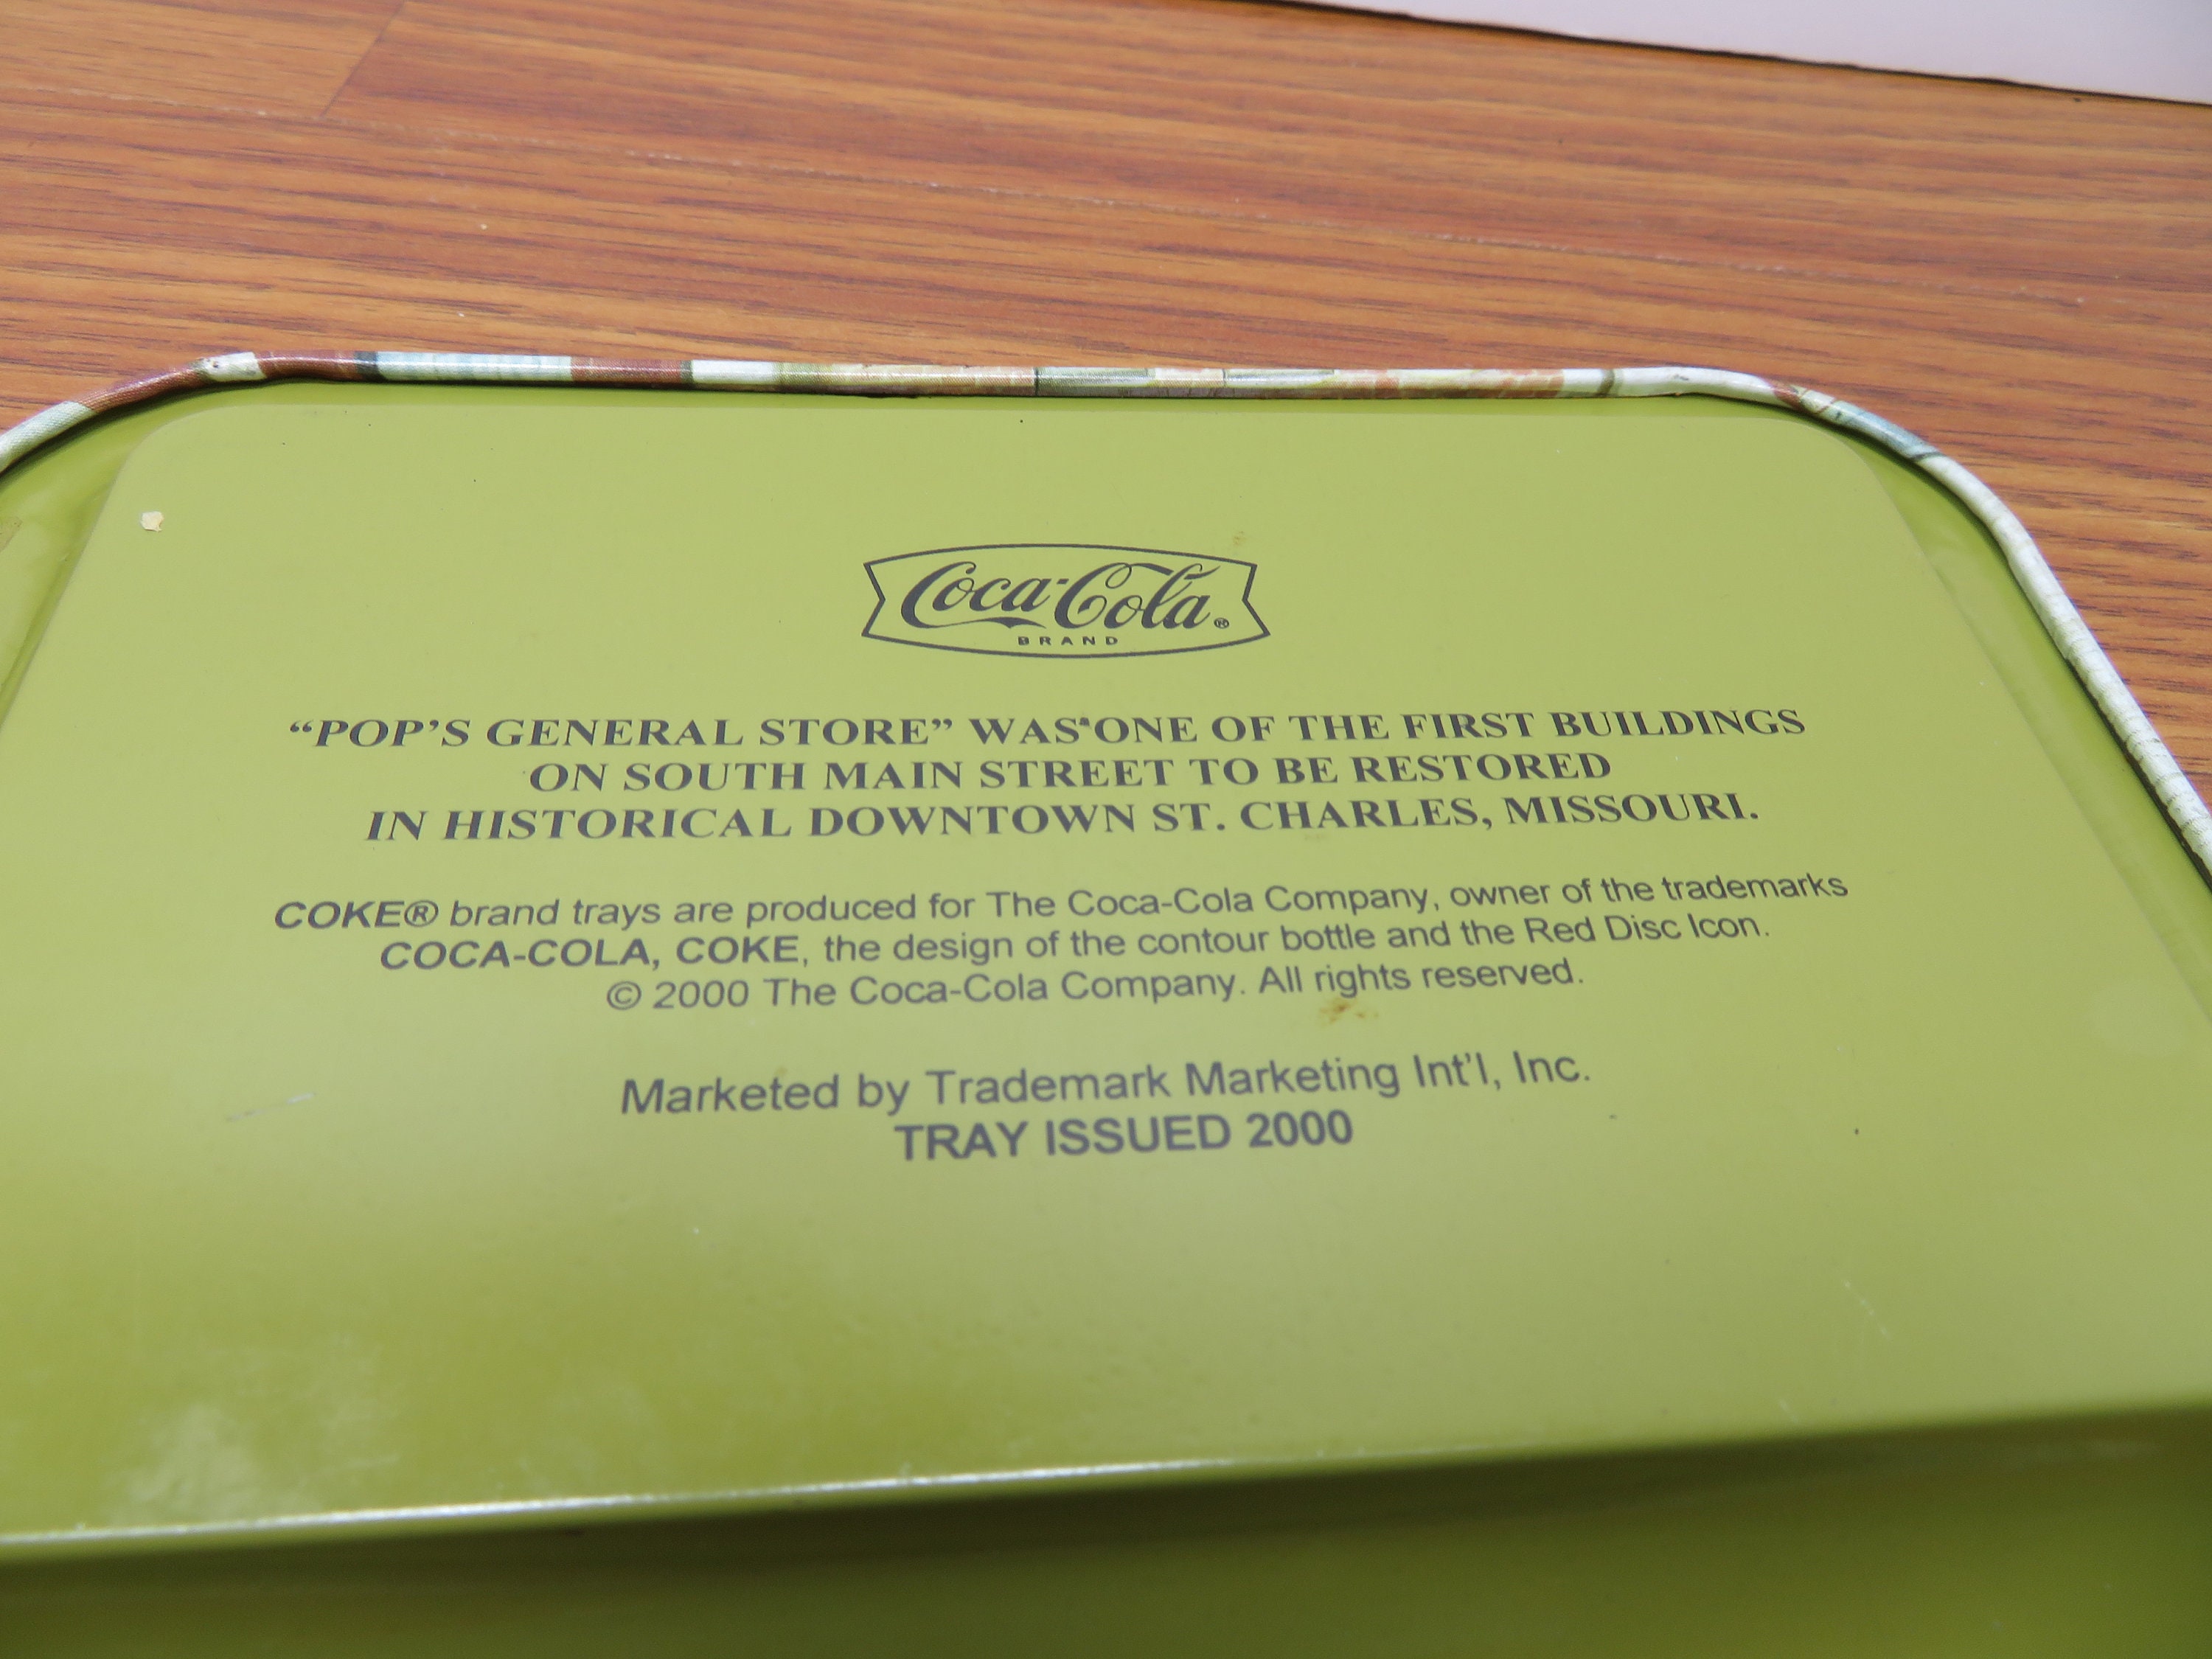 Coca-Cola®
BRAND
“POP’S GENERAL STORE” WAS ONE OF THE FIRST BUILDINGS
ON SOUTH MAIN STREET TO BE RESTORED
IN HISTORICAL DOWNTOWN ST. CHARLES, MISSOURI.
COKE® brand trays are produced for The Coca-Cola Company, owner of the trademarks
COCA-COLA, COKE, the design of the contour bottle and the Red Disc Icon.
© 2000 The Coca-Cola Company. All rights reserved.
Marketed by Trademark Marketing Int’l, Inc.
TRAY ISSUED 2000